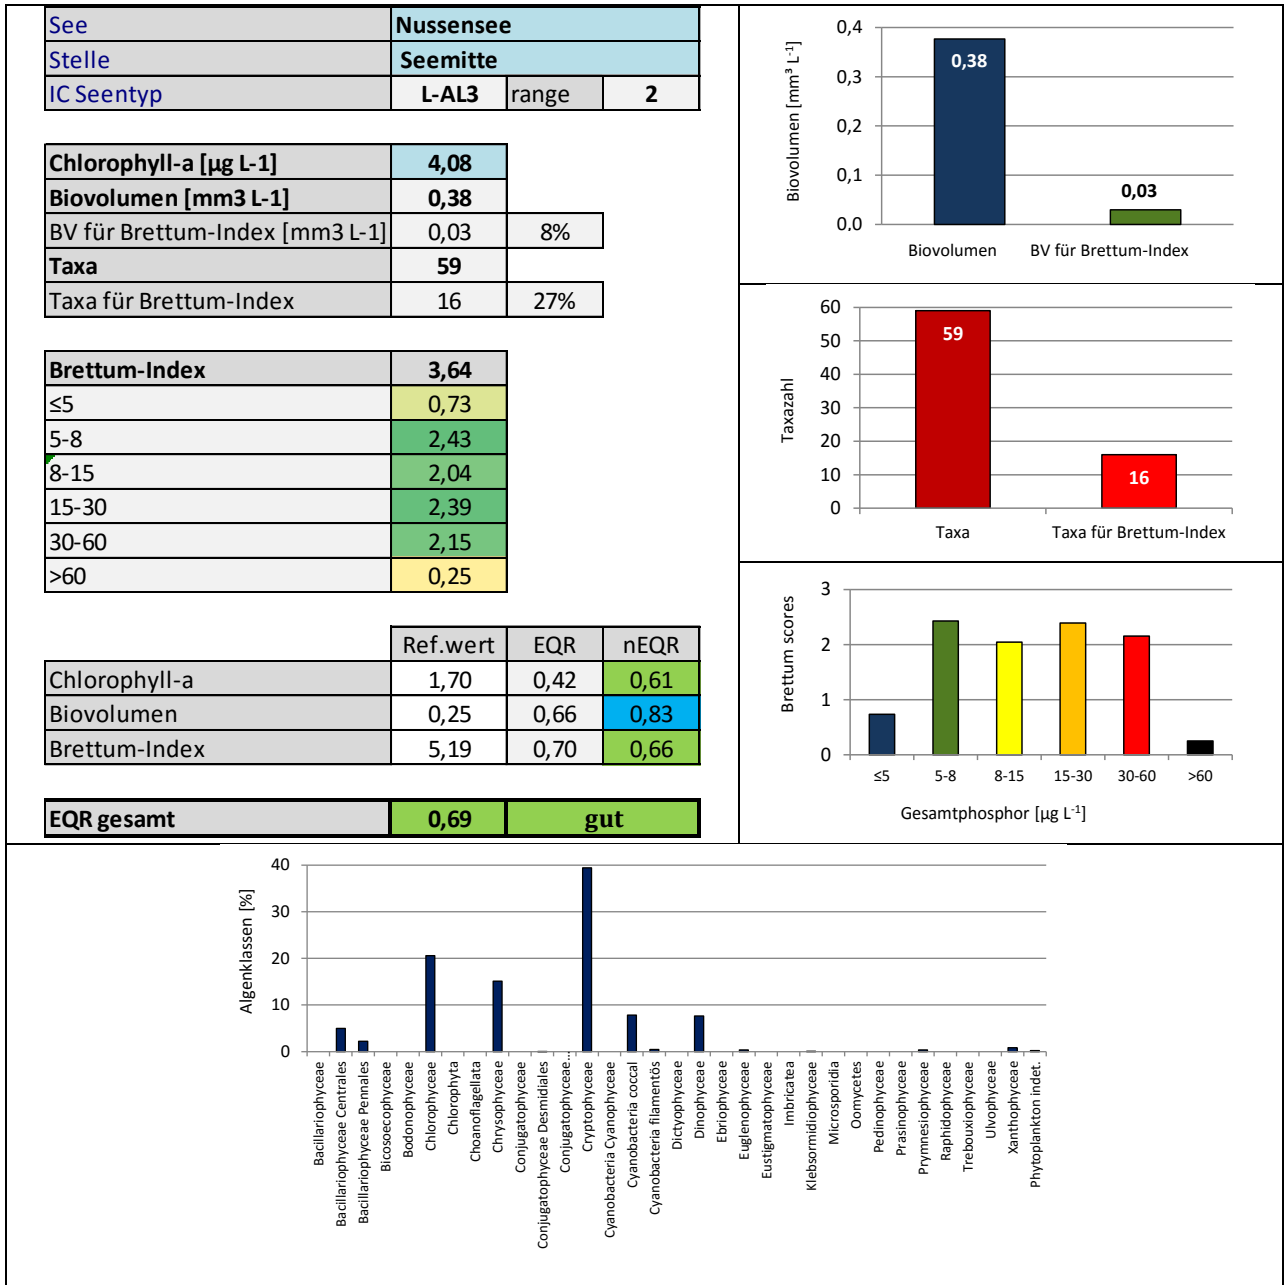 See Nussensee
Stelle Seemitte
IC Seentyp L-AL3 range 2
Chlorophyll-a [µg L-1] 4,08
Biovolumen [mm3 L-1] 0,38
BV für Brettum-Index [mm3 L-1] 0,03 8%
Taxa 59
Taxa für Brettum-Index 16 27%
Brettum-Index 3,64
≤5 0,73
5-8 2,43
8-15 2,04
15-30 2,39
30-60 2,15
>60 0,25
Ref.wert EQR nEQR
Chlorophyll-a 1,70 0,42 0,61
Biovolumen 0,25 0,66 0,83
Brettum-Index 5,19 0,70 0,66
EQR gesamt 0,69 gut
Biovolumen [mm³ L-1]
0,4
0,3
0,2
0,1
0.0
0,38
0,03
Biovolumen BV für Brettum-Index
Taxazahl
60
50
40
30
20
10
0
59
16
Taxa Taxa für Brettum-Index
Brettum scores
3
2
1
0
≤5 5-8 8-15 15-30 30-60 >60
Gesamtphosphor [µg L-1]
Algenklassen [%]
40
30
20
10
0
Bacillariophyceae
Bacillariophyceae Centrales
Bacillariophyceae Pennales
Bicosoecophyceae
Bodonophyceae
Chlorophyceae
Chlorophyta
Choanoflagellata
Chrysophyceae
Conjugatophyceae
Conjugatophyceae Desmidiales
Conjugatophyceae…
Cryptophyceae
Cyanobacteria Cyanophyceae
Cyanobacteria coccal
Cyanobacteria filamentös
Dictyophyceae
Dinophyceae
Ebriophyceae
Euglenophyceae
Eustigmatophyceae
Imbricatea
Klebsormidiophyceae
Microsporidia
Oomycetes
Pedinophyceae
Prasinophyceae
Prymnesiophyceae
Raphidophyceae
Trebouxiophyceae
Ulvophyceae
Xanthophyceae
Phytoplankton indet.